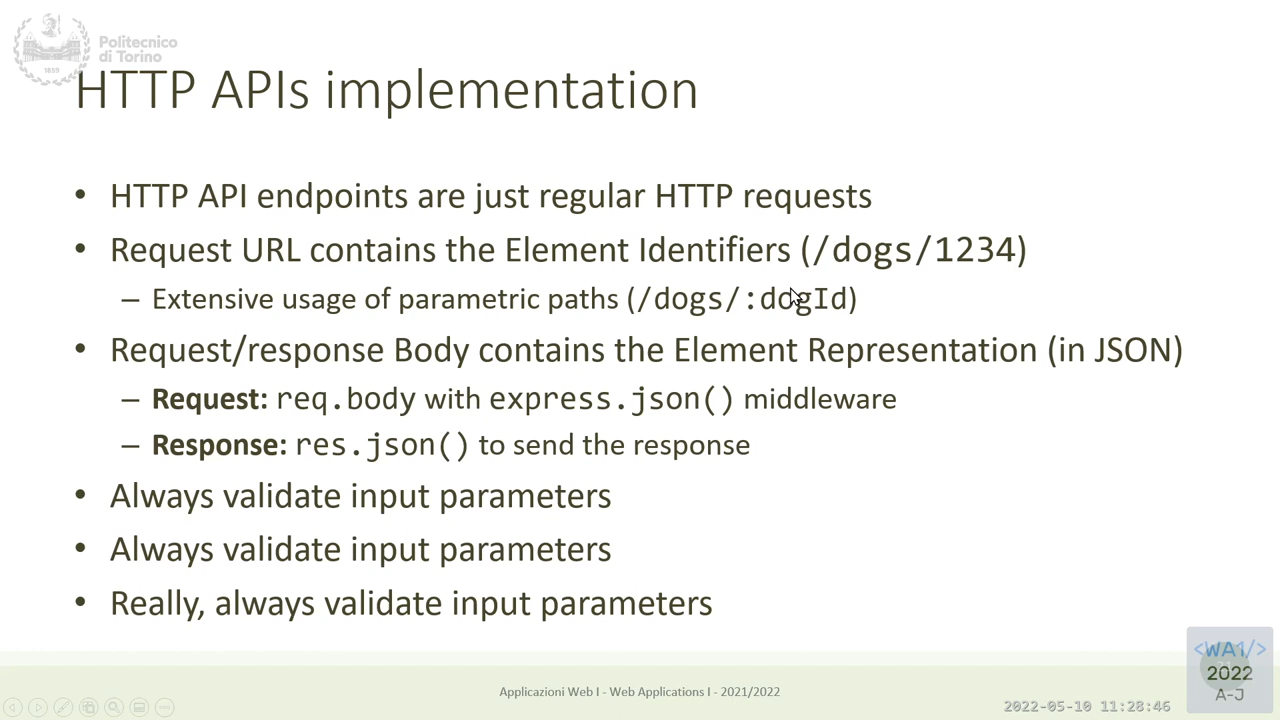 Politecnico
di Torino
1859
HTTP APIs implementation
• HTTP API endpoints are just regular HTTP requests
• Request URL contains the Element Identifiers (/dogs/1234)
– Extensive usage of parametric paths (/dogs/:dogId)
• Request/response Body contains the Element Representation (in JSON)
– Request: req.body with express.json() middleware
– Response: res.json() to send the response
• Always validate input parameters
• Always validate input parameters
• Really, always validate input parameters
Applicazioni Web I - Web Applications I - 2021/2022
2022-05-10 11:28:46
<WA1/>
2022
A-J